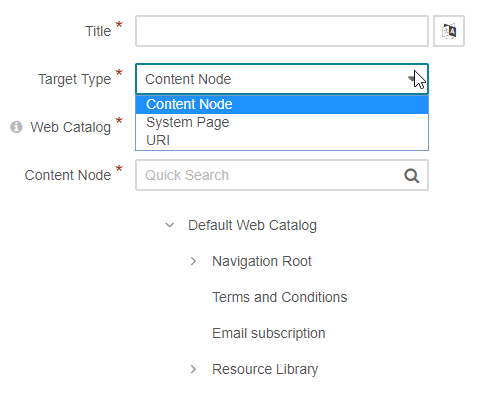 Title *
Target Type * Content Node
Content Node
System Page
Web Catalog *
URI
Content Node * Quick Search
Default Web Catalog
Navigation Root
Terms and Conditions
Email subscription
Resource Library